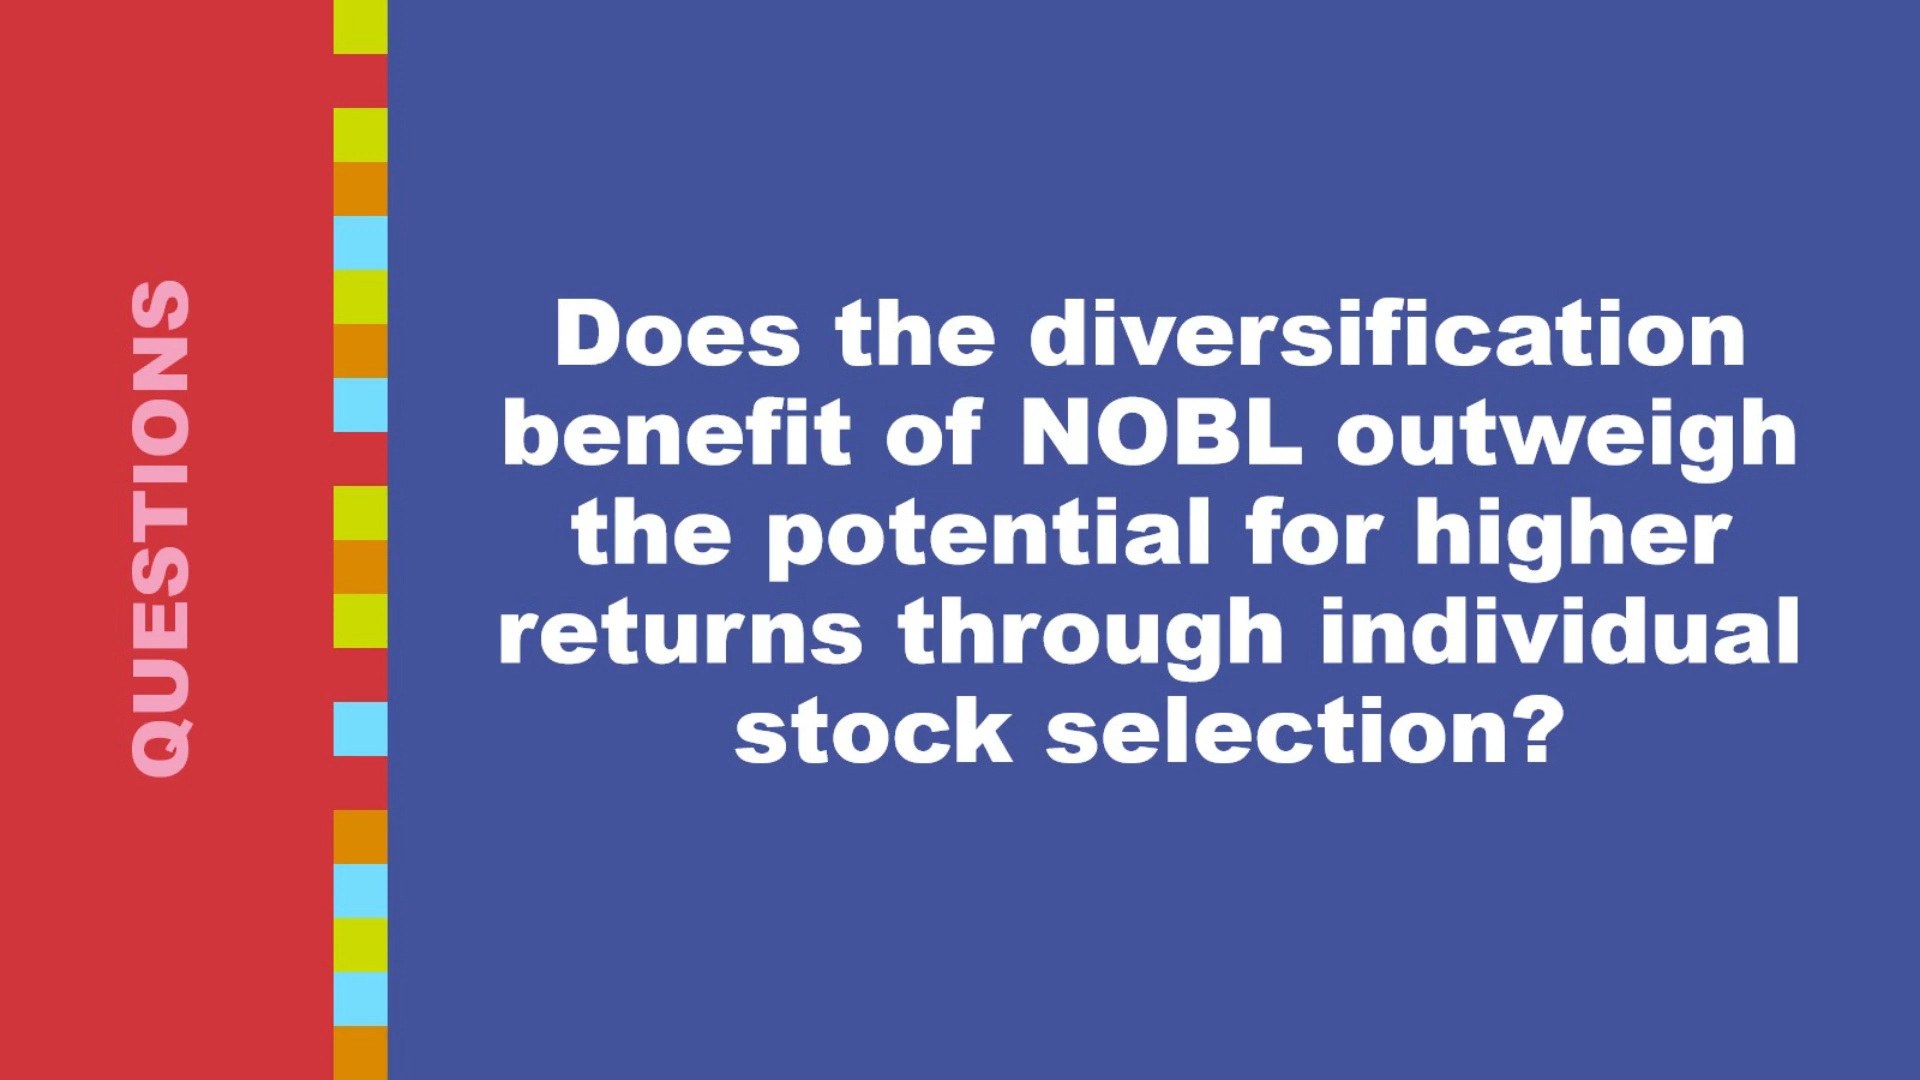 QUESTIONS
Does the diversification
benefit of NOBL outweigh
the potential for higher
returns through individual
stock selection?